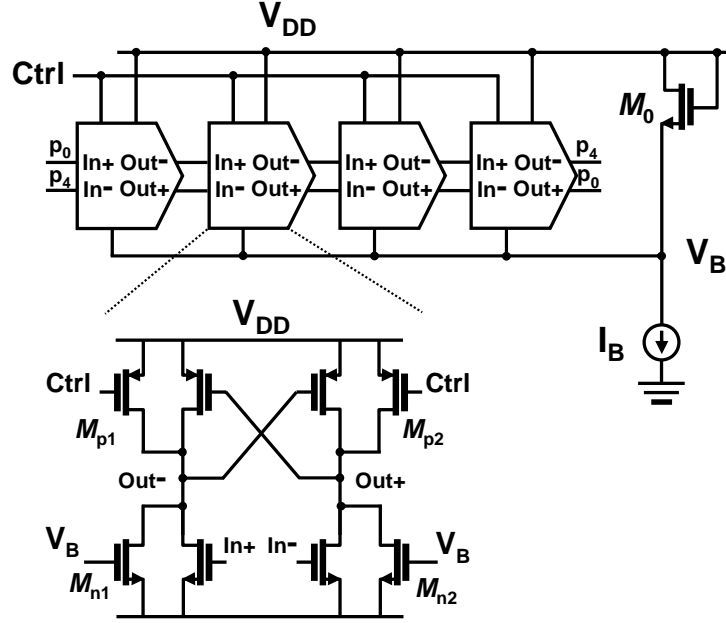 VDD
Ctrl
M0
p0 In+ Out- In+ Out- In+ Out- In+ Out- p4
p4 In- Out+ In- Out+ In- Out+ In- Out+ p0
VB
VDD
IB
Ctrl Ctrl
Mp1 Mp2
Out- Out+
VB In+ In- VB
Mn1 Mn2